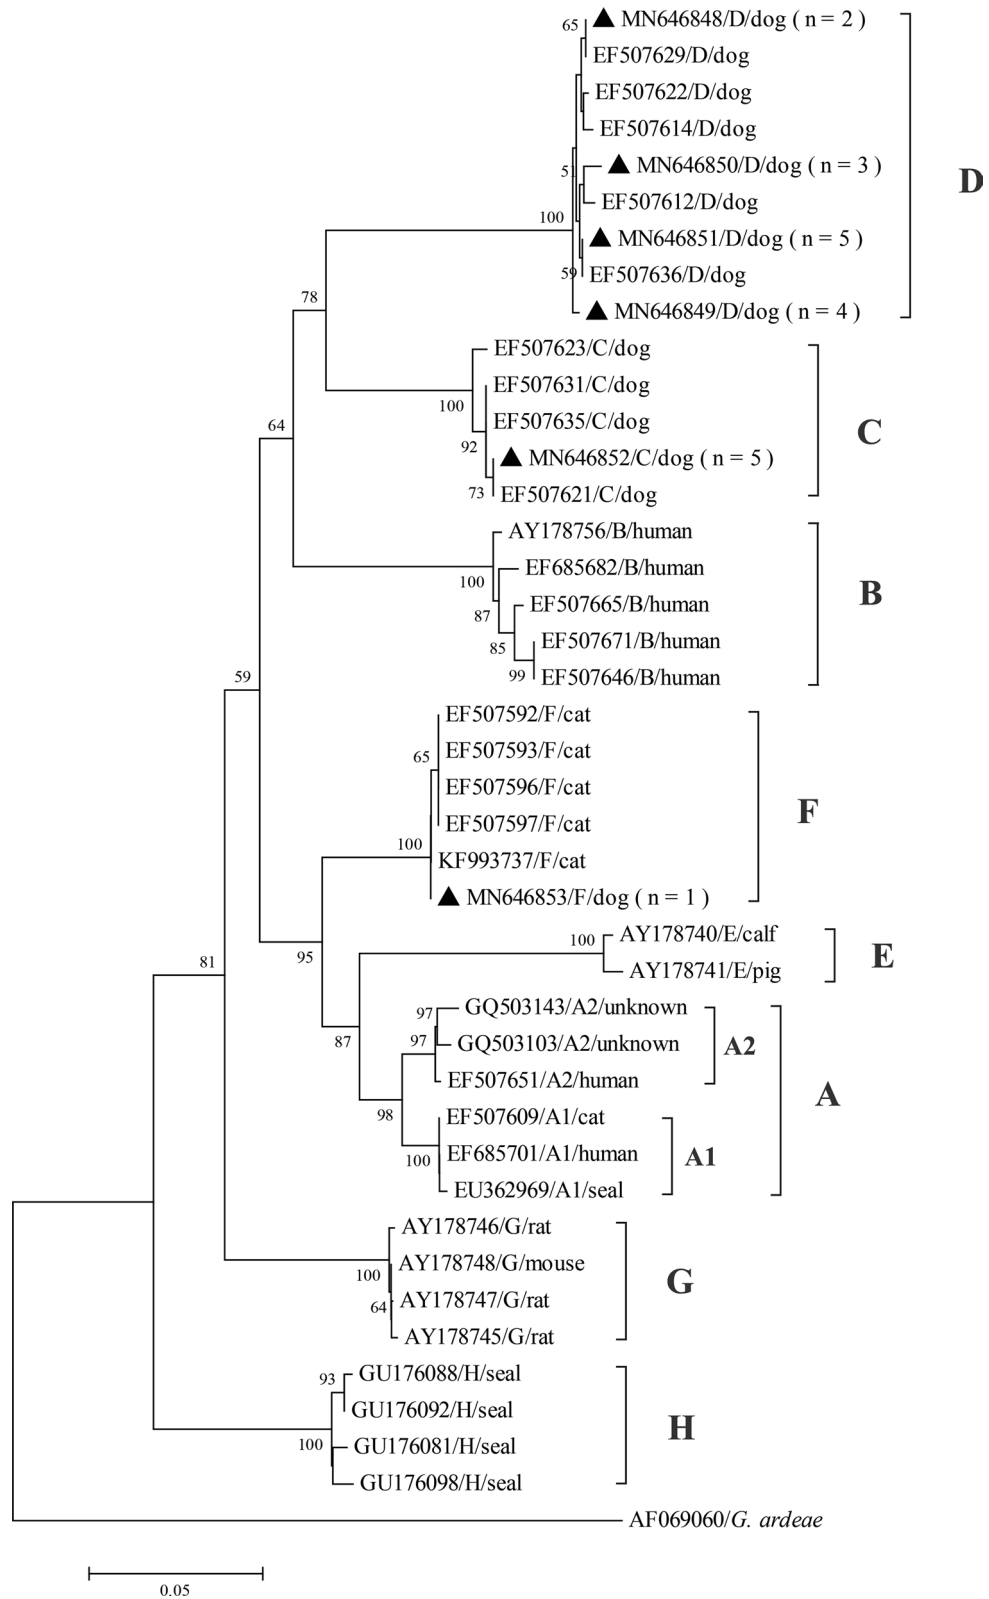 65
▲ MN646848/D/dog ( n = 2 )
EF507629/D/dog
EF507622/D/dog
EF507614/D/dog
51
▲ MN646850/D/dog ( n = 3 )
D
EF507612/D/dog
100
▲ MN646851/D/dog ( n = 5 )
59
EF507636/D/dog
78
▲ MN646849/D/dog ( n = 4 )
EF507623/C/dog
EF507631/C/dog
100
EF507635/C/dog
64
C
92
▲ MN646852/C/dog ( n = 5 )
73
EF507621/C/dog
AY178756/B/human
EF685682/B/human
100
B
EF507665/B/human
87
EF507671/B/human
85
EF507646/B/human
99
59
EF507592/F/cat
EF507593/F/cat
65
EF507596/F/cat
F
EF507597/F/cat
100
KF993737/F/cat
▲ MN646853/F/dog ( n = 1 )
AY178740/E/calf
100
E
81
95
AY178741/E/pig
GQ503143/A2/unknown
97
GQ503103/A2/unknown
97
A2
87
EF507651/A2/human
A
EF507609/A1/cat
98
EF685701/A1/human
100
A1
EU362969/A1/seal
AY178746/G/rat
AY178748/G/mouse
100
G
AY178747/G/rat
64
AY178745/G/rat
GU176088/H/seal
93
GU176092/H/seal
H
GU176081/H/seal
100
GU176098/H/seal
AF069060/G. ardeae
0.05